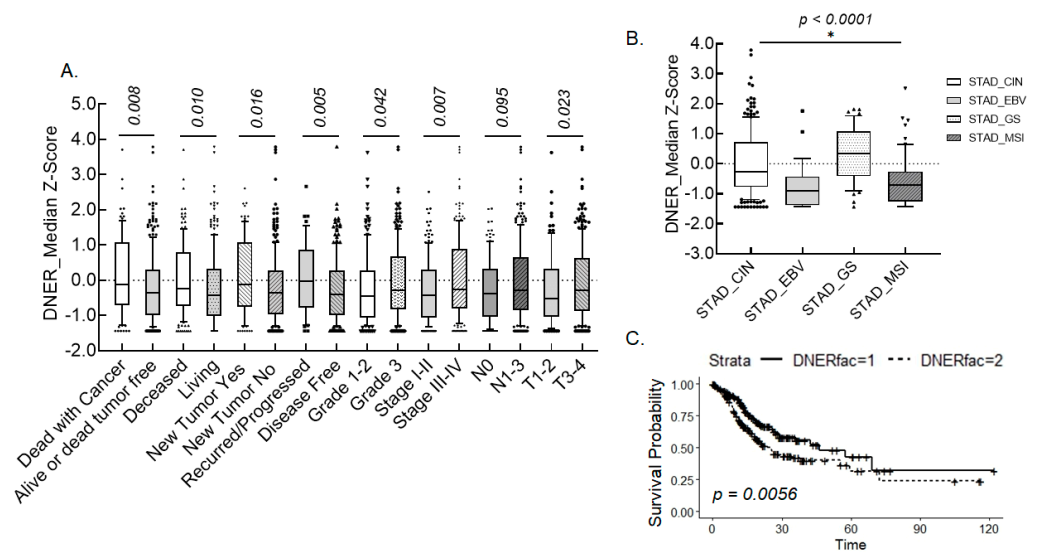 A.
0.008
0.010
0.016
0.005
0.042
0.007
0.095
0.023
DNER_Median Z-Score
5.0
4.0
3.0
2.0
1.0
0.0
-1.0
-2.0
Dead with Cancer
Alive or dead tumor free
Deceased
Living
New Tumor Yes
New Tumor No
Recurred/Progressed
Disease Free
Grade 1-2
Grade 3
Stage I-II
Stage III-IV
N0
N1-3
T1-2
T3-4
B.
p < 0.0001
*
DNER_Median Z-Score
4.0
3.0
2.0
1.0
0.0
-1.0
-2.0
-3.0
STAD_CIN
STAD_EBV
STAD_GS
STAD_MSI
STAD_CIN
STAD_EBV
STAD_GS
STAD_MSI
C.
Strata DNERfac=1 DNERfac=2
Survival Probability
1.00
0.75
0.50
0.25
0.00
p = 0.0056
0 30 60 90 120
Time